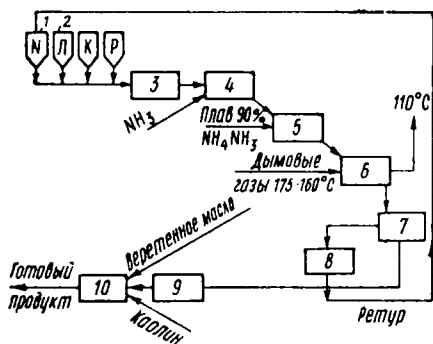 1 2
N Л К Р
3
4
NH₃
Плав 90%
NH₄NH₃
5
110°C
Дымовые
газы 175-160°C
6
7
8
Веретенное масло
Готовый
продукт
10
9
Каолин
Ретур